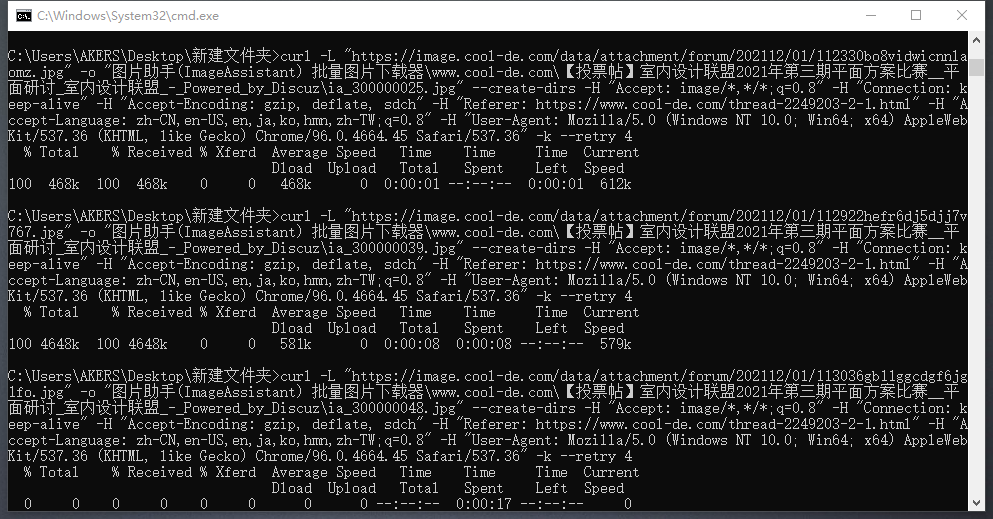 C:\Windows\System32\cmd.exe
C:\Users\AKERS\Desktop\新建文件夹>curl -L "https://image.cool-de.com/data/attachment/forum/202112/01/112330bc8vidwicnnla
omz.jpg" -o "图片助手(ImageAssistant) 批量图片下载器\www.cool-de.com\【投票帖】室内设计联盟2021年第三期平面方案比赛__平
面研讨_室内设计联盟_-_Powered_by_Discuz\ia_300000025.jpg" --create-dirs -H "Accept: image/*,*/*;q=0.8" -H "Connection: k
eep-alive" -H "Accept-Encoding: gzip, deflate, sdch" -H "Referer: https://www.cool-de.com/thread-2249203-2-1.html" -H "A
ccept-Language: zh-CN,en-US,en,ja,ko,hmn,zh-TW;q=0.8" -H "User-Agent: Mozilla/5.0 (Windows NT 10.0; Win64; x64) AppleWeb
Kit/537.36 (KHTML, like Gecko) Chrome/96.0.4664.45 Safari/537.36" -k --retry 4
% Total % Received % Xferd Average Speed Time Time Time Current
Dload Upload Total Spent Left Speed
100 468k 100 468k 0 0 468k 0 0:00:01 --:--:-- 0:00:01 612k
C:\Users\AKERS\Desktop\新建文件夹>curl -L "https://image.cool-de.com/data/attachment/forum/202112/01/112922hefr6dj5djj7v
767.jpg" -o "图片助手(ImageAssistant) 批量图片下载器\www.cool-de.com\【投票帖】室内设计联盟2021年第三期平面方案比赛__平
面研讨_室内设计联盟_-_Powered_by_Discuz\ia_300000039.jpg" --create-dirs -H "Accept: image/*,*/*;q=0.8" -H "Connection: k
eep-alive" -H "Accept-Encoding: gzip, deflate, sdch" -H "Referer: https://www.cool-de.com/thread-2249203-2-1.html" -H "A
ccept-Language: zh-CN,en-US,en,ja,ko,hmn,zh-TW;q=0.8" -H "User-Agent: Mozilla/5.0 (Windows NT 10.0; Win64; x64) AppleWeb
Kit/537.36 (KHTML, like Gecko) Chrome/96.0.4664.45 Safari/537.36" -k --retry 4
% Total % Received % Xferd Average Speed Time Time Time Current
Dload Upload Total Spent Left Speed
100 4648k 100 4648k 0 0 581k 0 0:00:08 0:00:08 --:--:-- 579k
C:\Users\AKERS\Desktop\新建文件夹>curl -L "https://image.cool-de.com/data/attachment/forum/202112/01/113036gb11ggcdgf6jg
1fo.jpg" -o "图片助手(ImageAssistant) 批量图片下载器\www.cool-de.com\【投票帖】室内设计联盟2021年第三期平面方案比赛__平
面研讨_室内设计联盟_-_Powered_by_Discuz\ia_300000048.jpg" --create-dirs -H "Accept: image/*,*/*;q=0.8" -H "Connection: k
eep-alive" -H "Accept-Encoding: gzip, deflate, sdch" -H "Referer: https://www.cool-de.com/thread-2249203-2-1.html" -H "A
ccept-Language: zh-CN,en-US,en,ja,ko,hmn,zh-TW;q=0.8" -H "User-Agent: Mozilla/5.0 (Windows NT 10.0; Win64; x64) AppleWeb
Kit/537.36 (KHTML, like Gecko) Chrome/96.0.4664.45 Safari/537.36" -k --retry 4
% Total % Received % Xferd Average Speed Time Time Time Current
Dload Upload Total Spent Left Speed
0 0 0 0 0 0 0 0 --:--:-- 0:00:17 --:--:-- 0